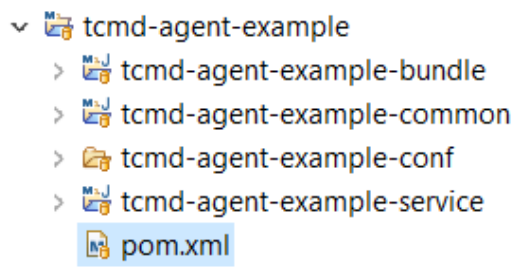 tcmd-agent-example
tcmd-agent-example-bundle
tcmd-agent-example-common
tcmd-agent-example-conf
tcmd-agent-example-service
pom.xml